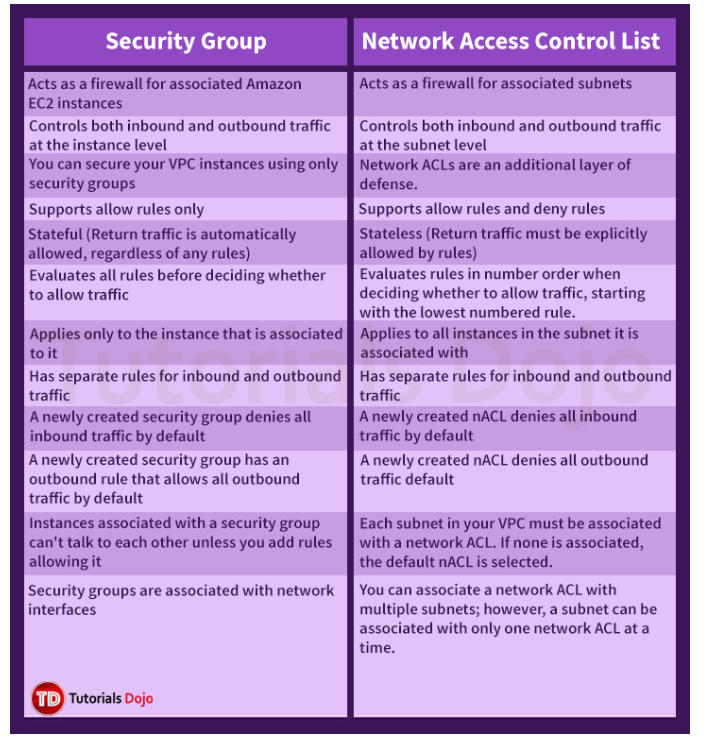 Security Group
Network Access Control List
Acts as a firewall for associated Amazon
EC2 instances
Acts as a firewall for associated subnets
Controls both inbound and outbound traffic
at the instance level
Controls both inbound and outbound traffic
at the subnet level
You can secure your VPC instances using only
security groups
Network ACLs are an additional layer of
defense.
Supports allow rules only
Supports allow rules and deny rules
Stateful (Return traffic is automatically
allowed, regardless of any rules)
Stateless (Return traffic must be explicitly
allowed by rules)
Evaluates all rules before deciding whether
to allow traffic
Evaluates rules in number order when
deciding whether to allow traffic, starting
with the lowest numbered rule.
Applies only to the instance that is associated
to it
Applies to all instances in the subnet it is
associated with
Has separate rules for inbound and outbound
traffic
Has separate rules for inbound and outbound
traffic
A newly created security group denies all
inbound traffic by default
A newly created nACL denies all inbound
traffic by default
A newly created security group has an
outbound rule that allows all outbound
traffic by default
A newly created nACL denies all outbound
traffic default
Instances associated with a security group
can't talk to each other unless you add rules
allowing it
Each subnet in your VPC must be associated
with a network ACL. If none is associated,
the default nACL is selected.
Security groups are associated with network
interfaces
You can associate a network ACL with
multiple subnets; however, a subnet can be
associated with only one network ACL at a
time.
Tutorials Dojo
TD Tutorials Dojo